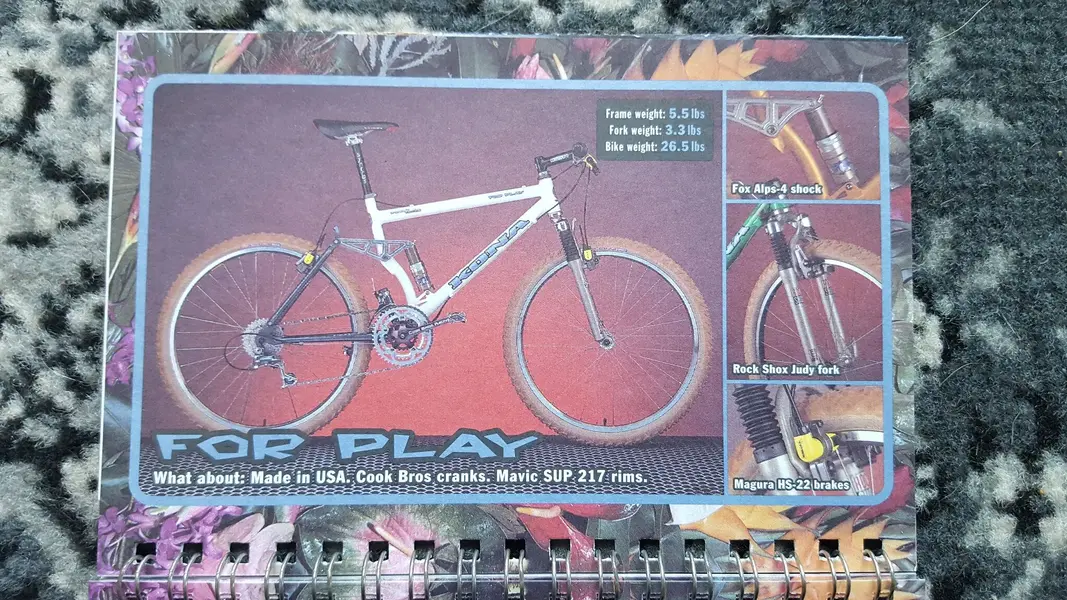 Frame weight: 5.5 lbs
Fork weight: 3.3 lbs
Bike weight: 26.5 lbs
KONA
FOR PLAY
What about: Made in USA. Cook Bros cranks. Mavic SUP 217 rims.
Fox Alps-4 shock
Rock Shox Judy fork
Magura HS-22 brakes